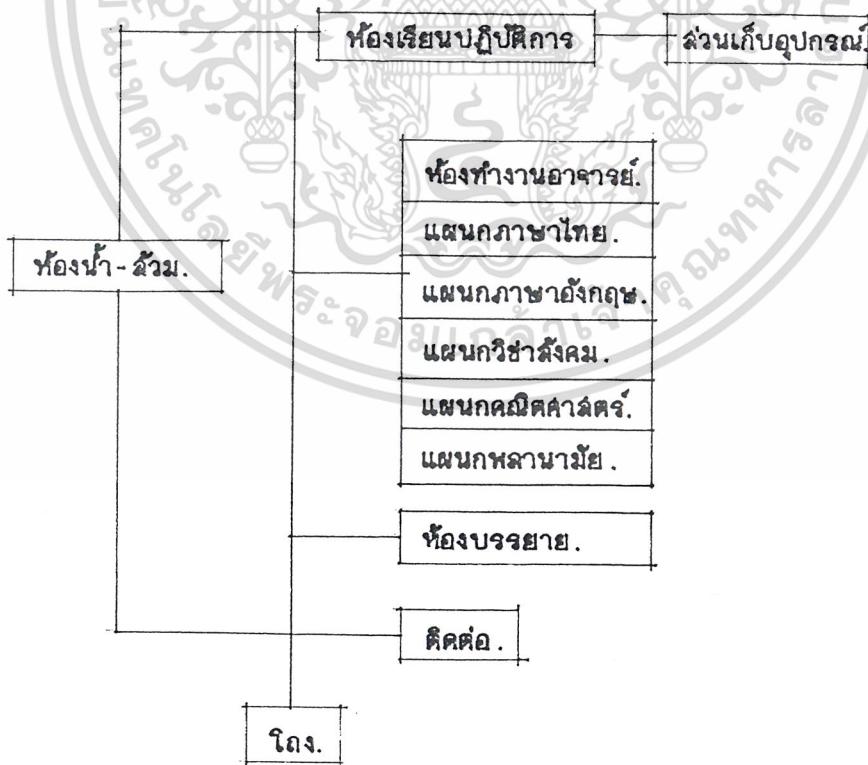 ห้องเรียนปฏิบัติการ
ส่วนเก็บอุปกรณ์.
ห้องทำงานอาจารย์.
แผนกภาษาไทย.
ห้องน้ำ-ส้วม.
แผนกภาษาอังกฤษ.
แผนกวิชาสังคม.
แผนกคณิตศาสตร์.
แผนกพลานามัย.
ห้องบรรยาย.
ติดต่อ.
โถง.